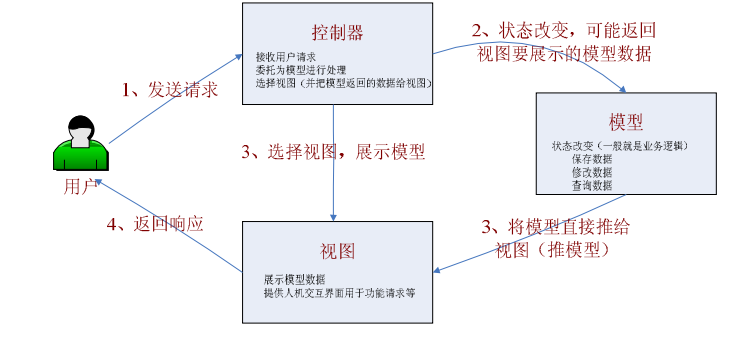 控制器
接收用户请求
委托为模型进行处理
选择视图（并把模型返回的数据给视图）
2、状态改变，可能返回
视图要展示的模型数据
1、发送请求
模型
状态改变（一般就是业务逻辑）
保存数据
修改数据
查询数据
3、选择视图，展示模型
用户
4、返回响应
3、将模型直接推给
视图（推模型）
视图
展示模型数据
提供人机交互界面用于功能请求等